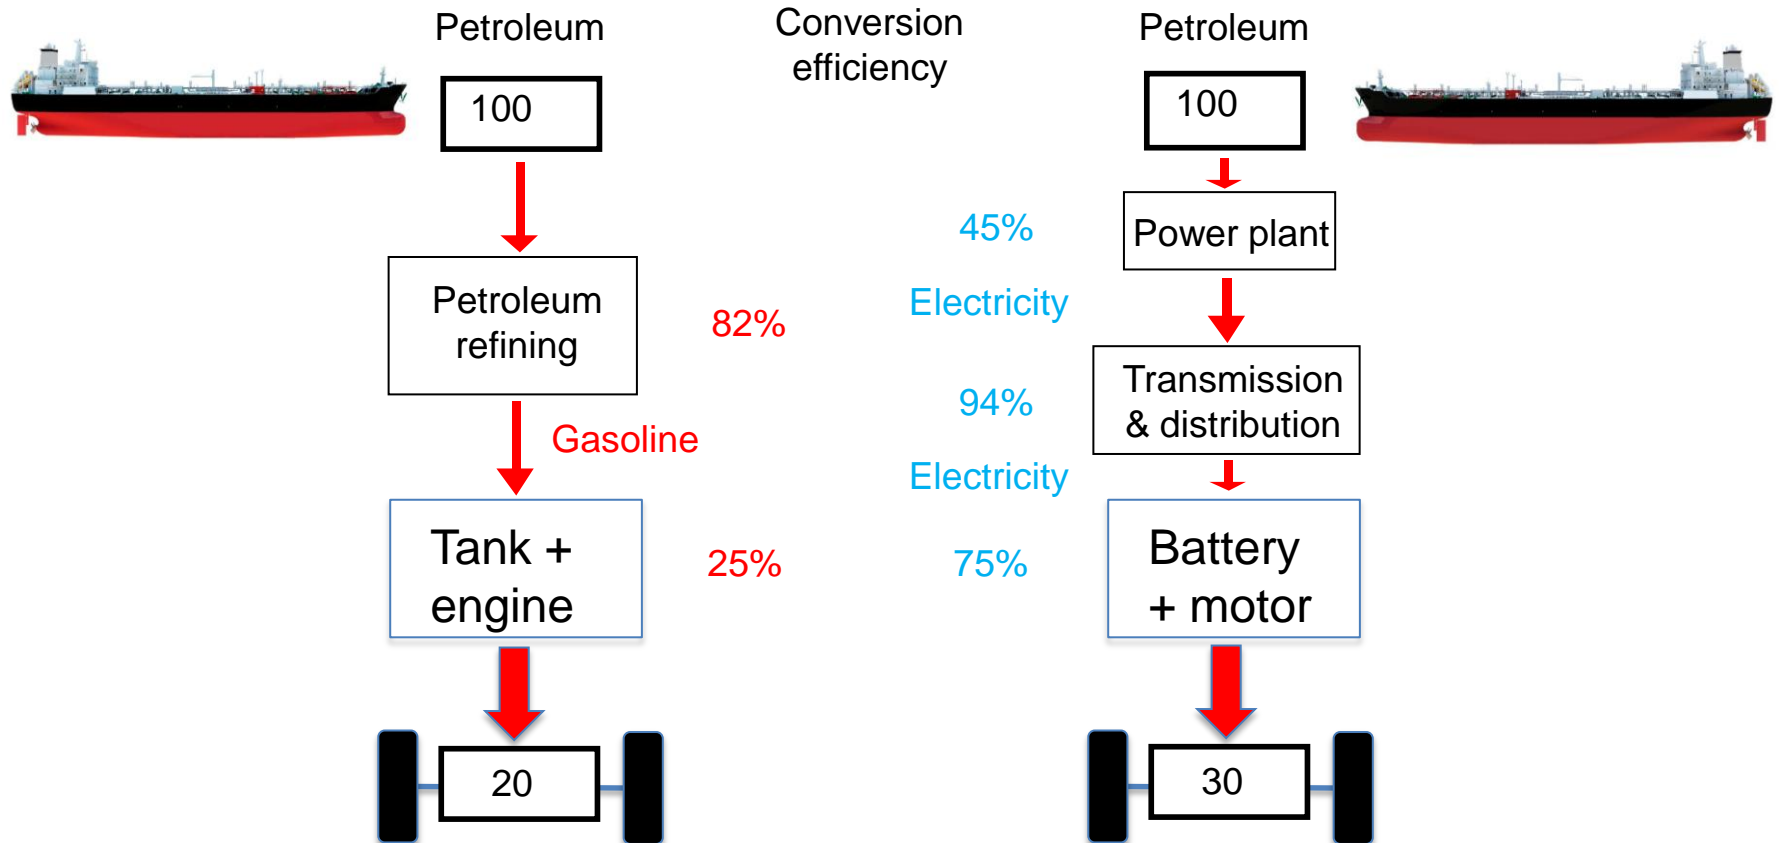 Petroleum
Conversion
efficiency
Petroleum
100
100
45%
Power plant
Petroleum
refining
82%
Electricity
Transmission
& distribution
94%
Gasoline
Electricity
Tank +
engine
25%
75%
Battery
+ motor
20
30